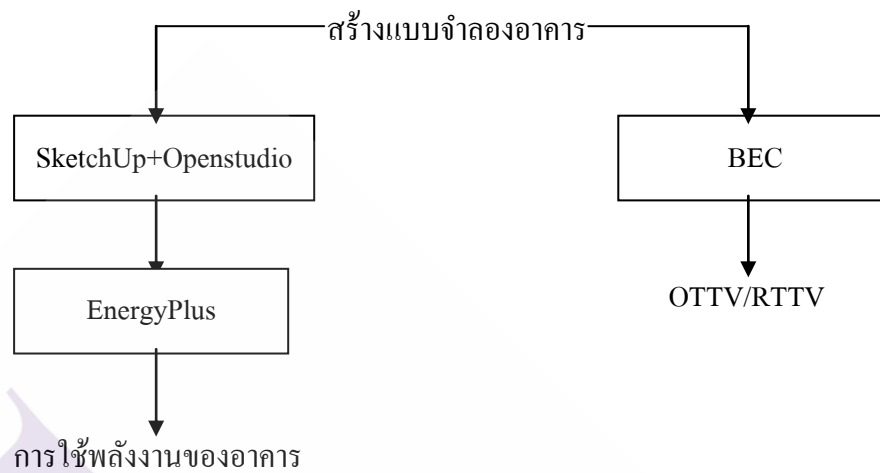 สร้างแบบจำลองอาคาร
SketchUp+Openstudio
BEC
EnergyPlus
OTTV/RTTV
การใช้พลังงานของอาคาร